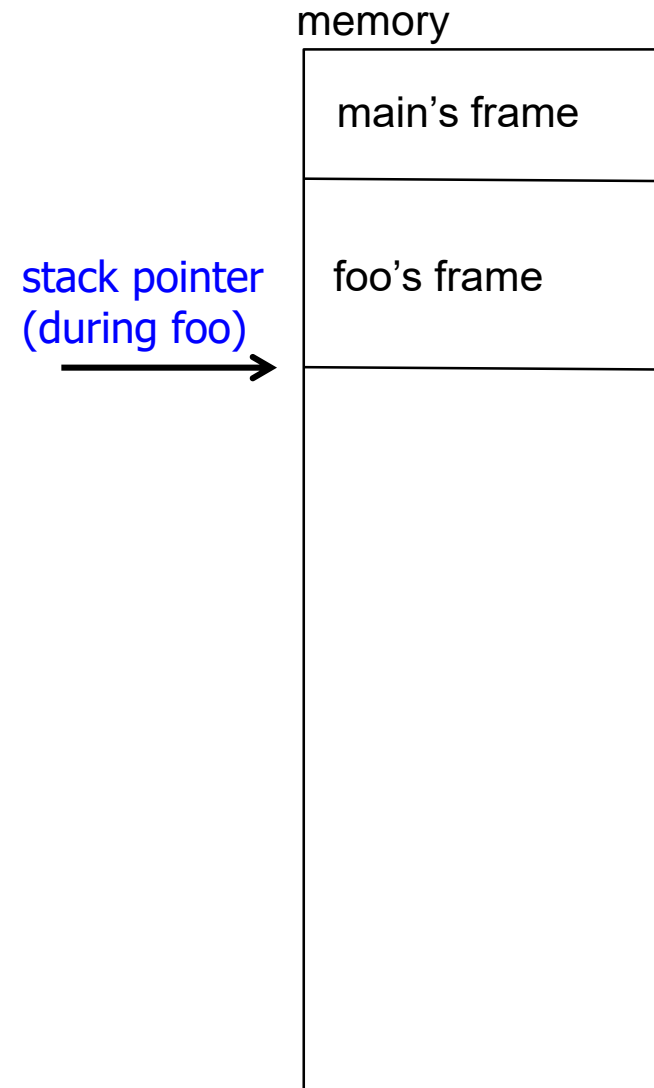 memory
main’s frame
stack pointer
(during foo)
foo’s frame